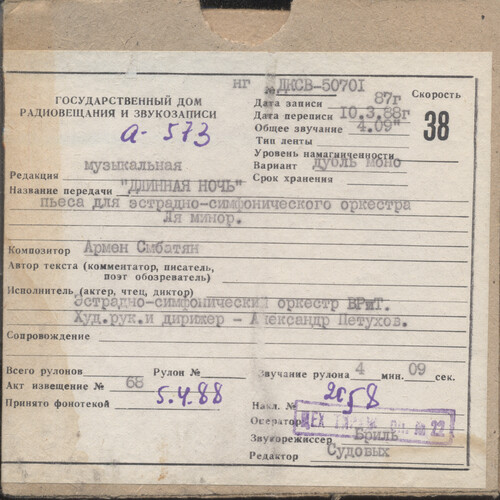 нг № ДКСВ-50701
ГОСУДАРСТВЕННЫЙ ДОМ
РАДИОВЕЩАНИЯ И ЗВУКОЗАПИСИ
а-573
Дата записи 87г
Дата переписи 10.3.88г
Общее звучание 4.09"
Тип ленты
Уровень намагниченности
Вариант дубль моно
Срок хранения
Скорость
38
Редакция музыкальная
Название передачи "ДЛИННАЯ НОЧЬ"
пьеса для эстрадно-симфонического оркестра
Ля минор.
Композитор Армен Смбатян
Автор текста (комментатор, писатель,
поэт обозреватель)
Исполнитель (актер, чтец, диктор)
Эстрадно-симфонический оркестр ВРиТ.
Худ.рук.и дирижер - Александр Петухов.
Сопровождение
Всего рулонов Рулон № Звучание рулона 4 мин. 09 сек.
Акт извещение № 68
Принято фонотекой 5.4.88
Накл. № 2058
Оператор
Звукорежиссер Бриль
Редактор Судовых